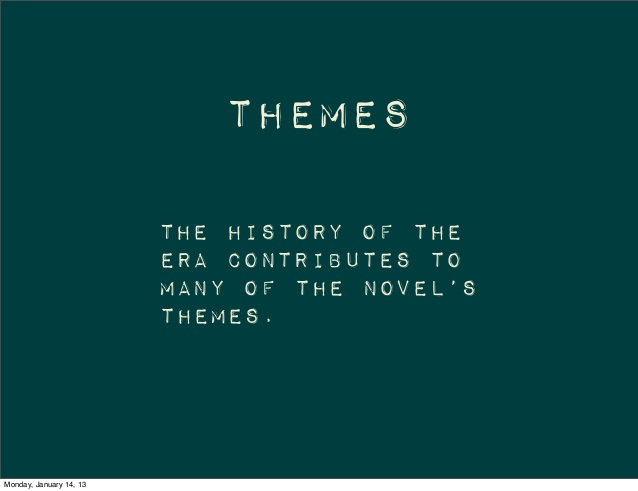 THEMES
THE HISTORY OF THE
ERA CONTRIBUTES TO
MANY OF THE NOVEL'S
THEMES.
Monday, January 14, 13